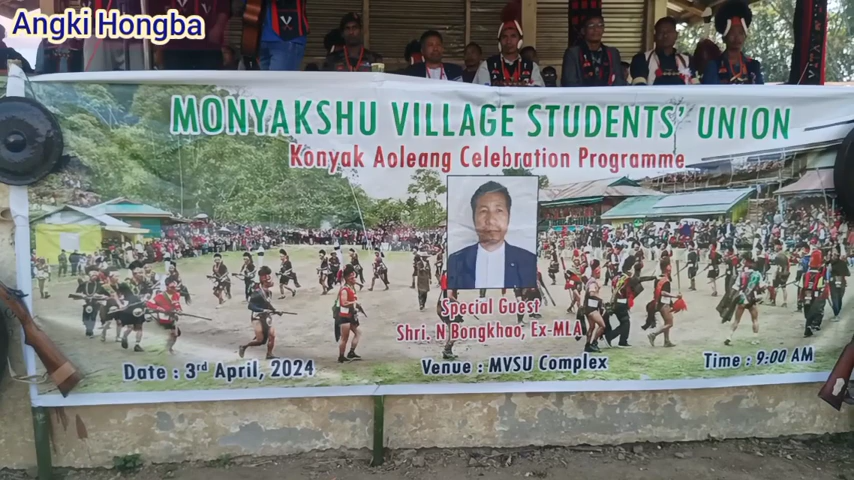 Angki Hongba
MONYAKSHU VILLAGE STUDENTS' UNION
Konyak Aoleang Celebration Programme
Special Guest
Shri. N Bongkhao, Ex-MLA
Date : 3rd April, 2024
Venue : MVSU Complex
Time : 9:00 AM